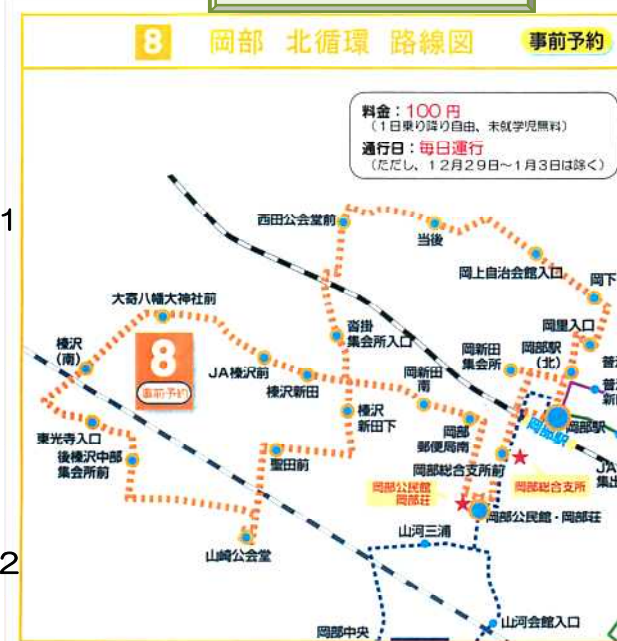 8 岡部 北循環 路線図 事前予約
料金：100円
（1日乗り降り自由、未就学児無料）
通行日：毎日運行
（ただし、12月29日～1月3日は除く）
1
西田公会堂前
当後
岡上自治会館入口
岡下
大寄八幡大神社前
沓掛
集会所入口
岡里入口
榛沢
（南）
8
事前予約
JA榛沢前
榛沢新田
岡新田
南
岡新田
集会所
岡部駅
（北）
榛沢
新田下
岡部
郵便局南
岡部駅
岡部駅
東光寺入口
後榛沢中部
集会所前
聖田前
岡部総合支所前
JA
集出
岡部公民館
岡部荘
岡部総合支所
岡部公民館・岡部荘
山崎公会堂
山河三浦
2
岡部中央
山河会館入口